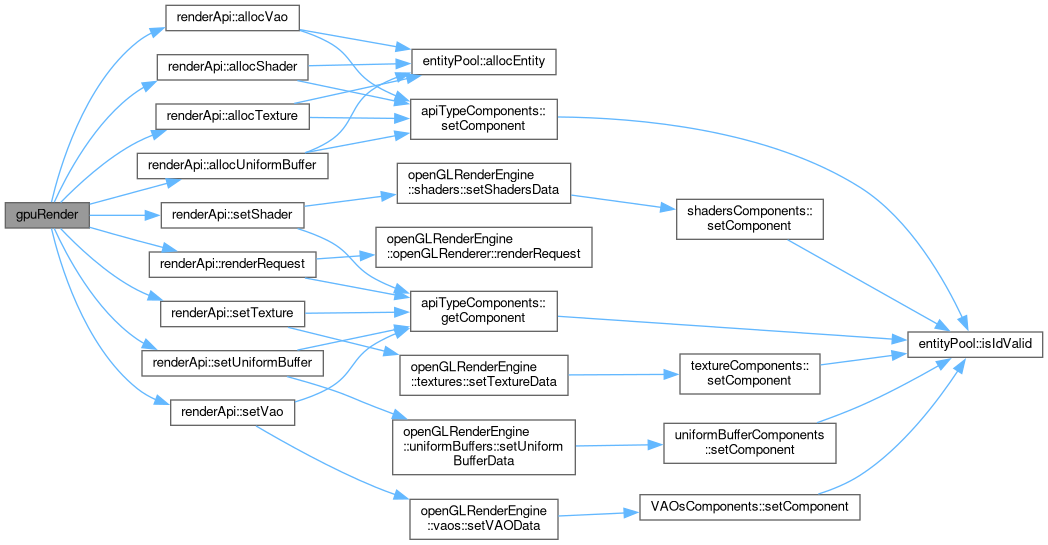 gpuRender
renderApi::allocVao
renderApi::allocShader
renderApi::allocTexture
renderApi::allocUniformBuffer
renderApi::setShader
renderApi::renderRequest
renderApi::setTexture
renderApi::setUniformBuffer
renderApi::setVao
entityPool::allocEntity
apiTypeComponents::
setComponent
openGLRenderEngine
::shaders::setShadersData
openGLRenderEngine
::openGLRenderer::renderRequest
apiTypeComponents::
getComponent
openGLRenderEngine
::textures::setTextureData
openGLRenderEngine
::uniformBuffers::setUniform
BufferData
openGLRenderEngine
::vaos::setVAOData
shadersComponents::
setComponent
textureComponents::
setComponent
uniformBufferComponents
::setComponent
VAOsComponents::setComponent
entityPool::isIdValid